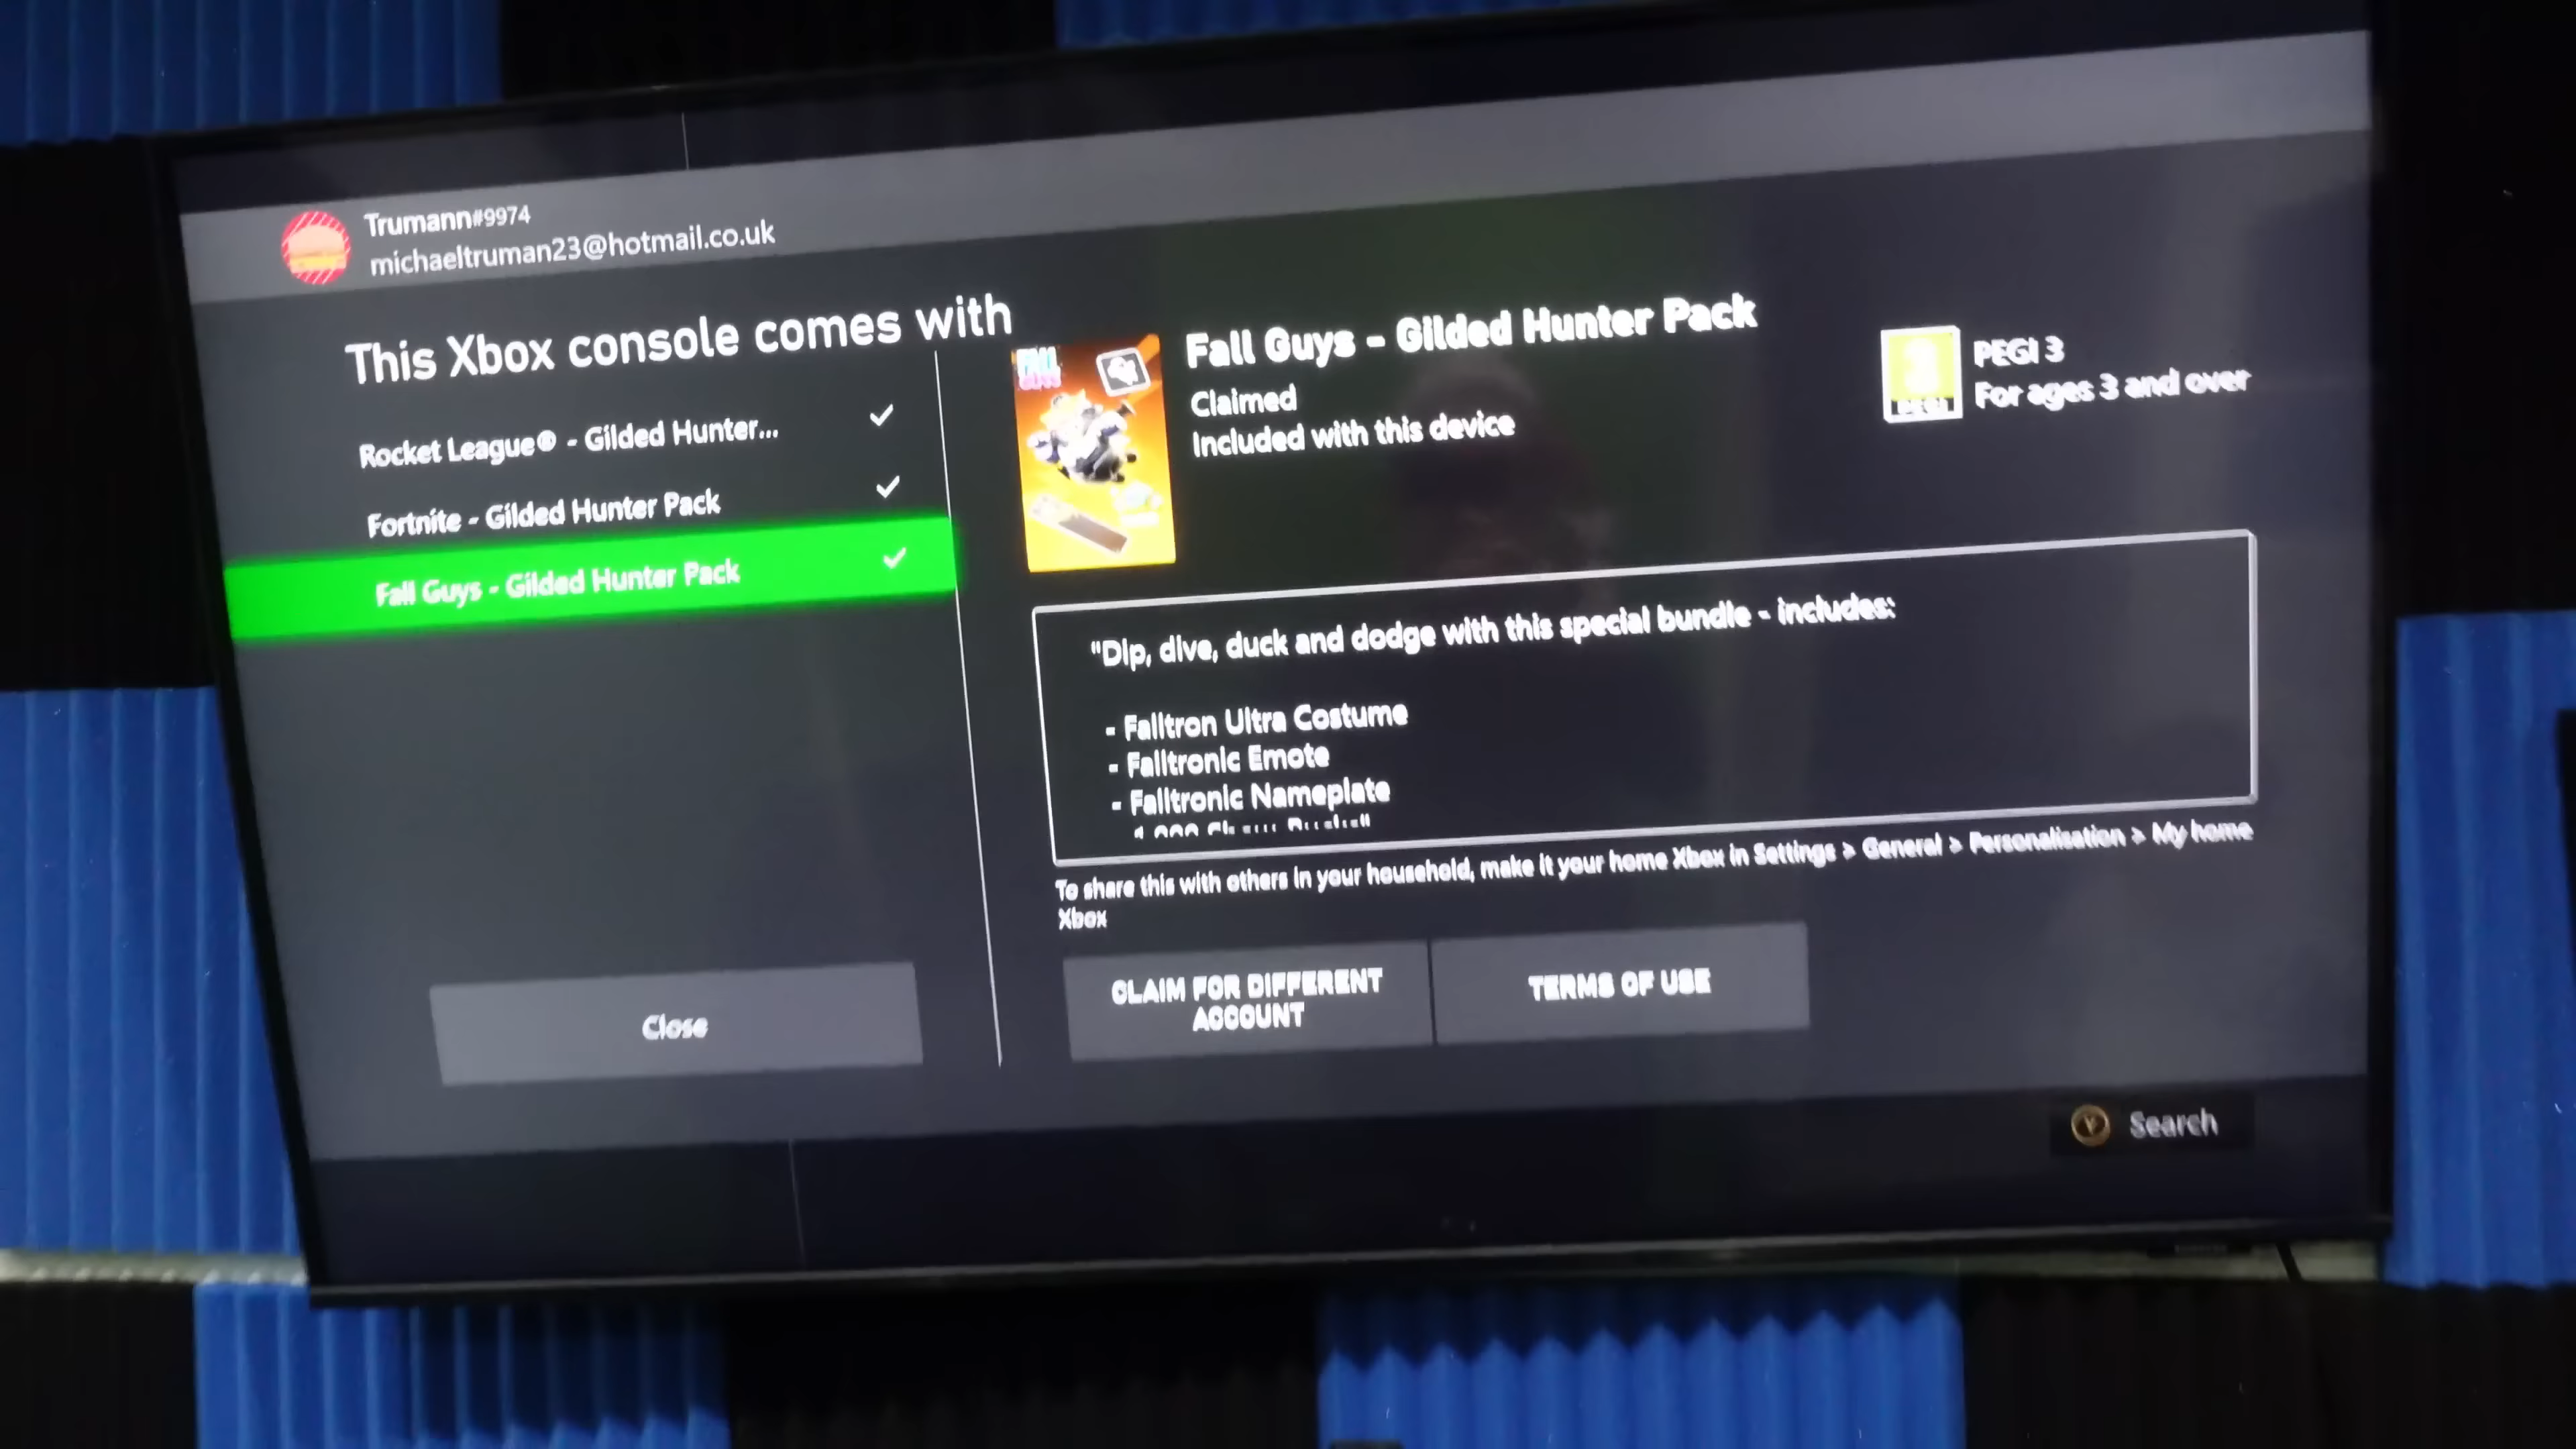 Trumann#9974
michaeltruman23@hotmail.co.uk
This Xbox console comes with
Rocket League® - Gilded Hunter...
Fortnite - Gilded Hunter Pack
Fall Guys - Gilded Hunter Pack
Close
FALL GUYS
Fall Guys - Gilded Hunter Pack
Claimed
Included with this device
3
PEGI
PEGI 3
For ages 3 and over
"Dip, dive, duck and dodge with this special bundle - includes:
- Falltron Ultra Costume
- Falltronic Emote
- Falltronic Nameplate
To share this with others in your household, make it your home Xbox in Settings > General > Personalisation > My home
Xbox
CLAIM FOR DIFFERENT
ACCOUNT
TERMS OF USE
Y Search